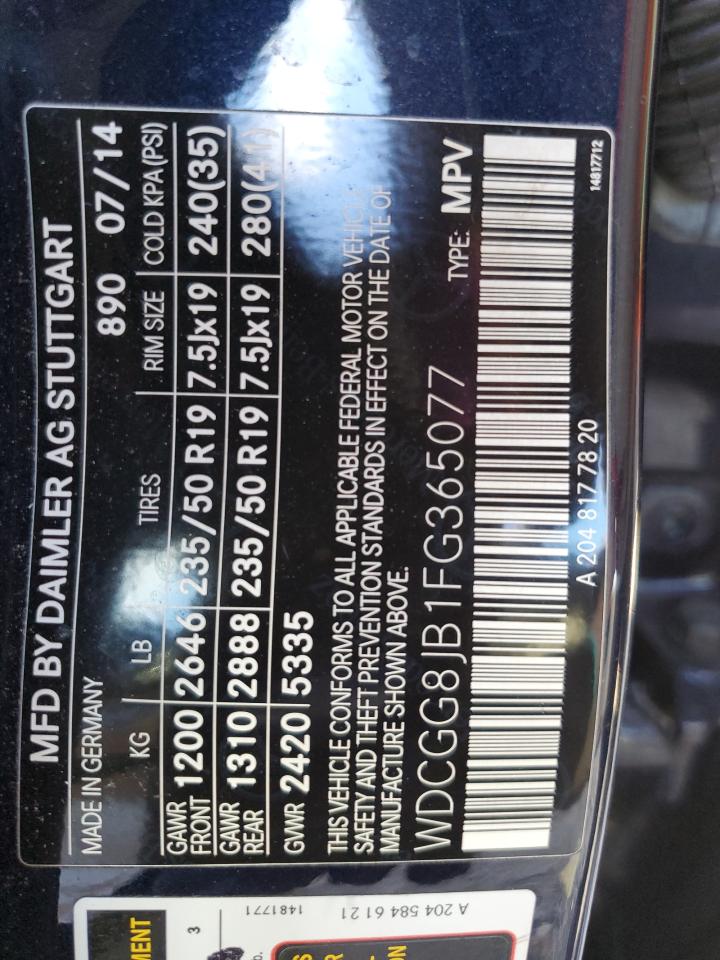 MFD BY DAIMLER AG STUTTGART
MADE IN GERMANY 890 07/14
KG LB TIRES RIM SIZE COLD KPA(PSI)
GAWR FRONT 1200 2646 235/50 R19 7.5Jx19 240(35)
GAWR REAR 1310 2888 235/50 R19 7.5Jx19 280(41)
GVWR 2420 5335
THIS VEHICLE CONFORMS TO ALL APPLICABLE FEDERAL MOTOR VEHICLE
SAFETY AND THEFT PREVENTION STANDARDS IN EFFECT ON THE DATE OF
MANUFACTURE SHOWN ABOVE.
WDCGG8JB1FG365077 TYPE: MPV
A 204 817 78 20
14817712
A 204 584 61 21
1481771
3